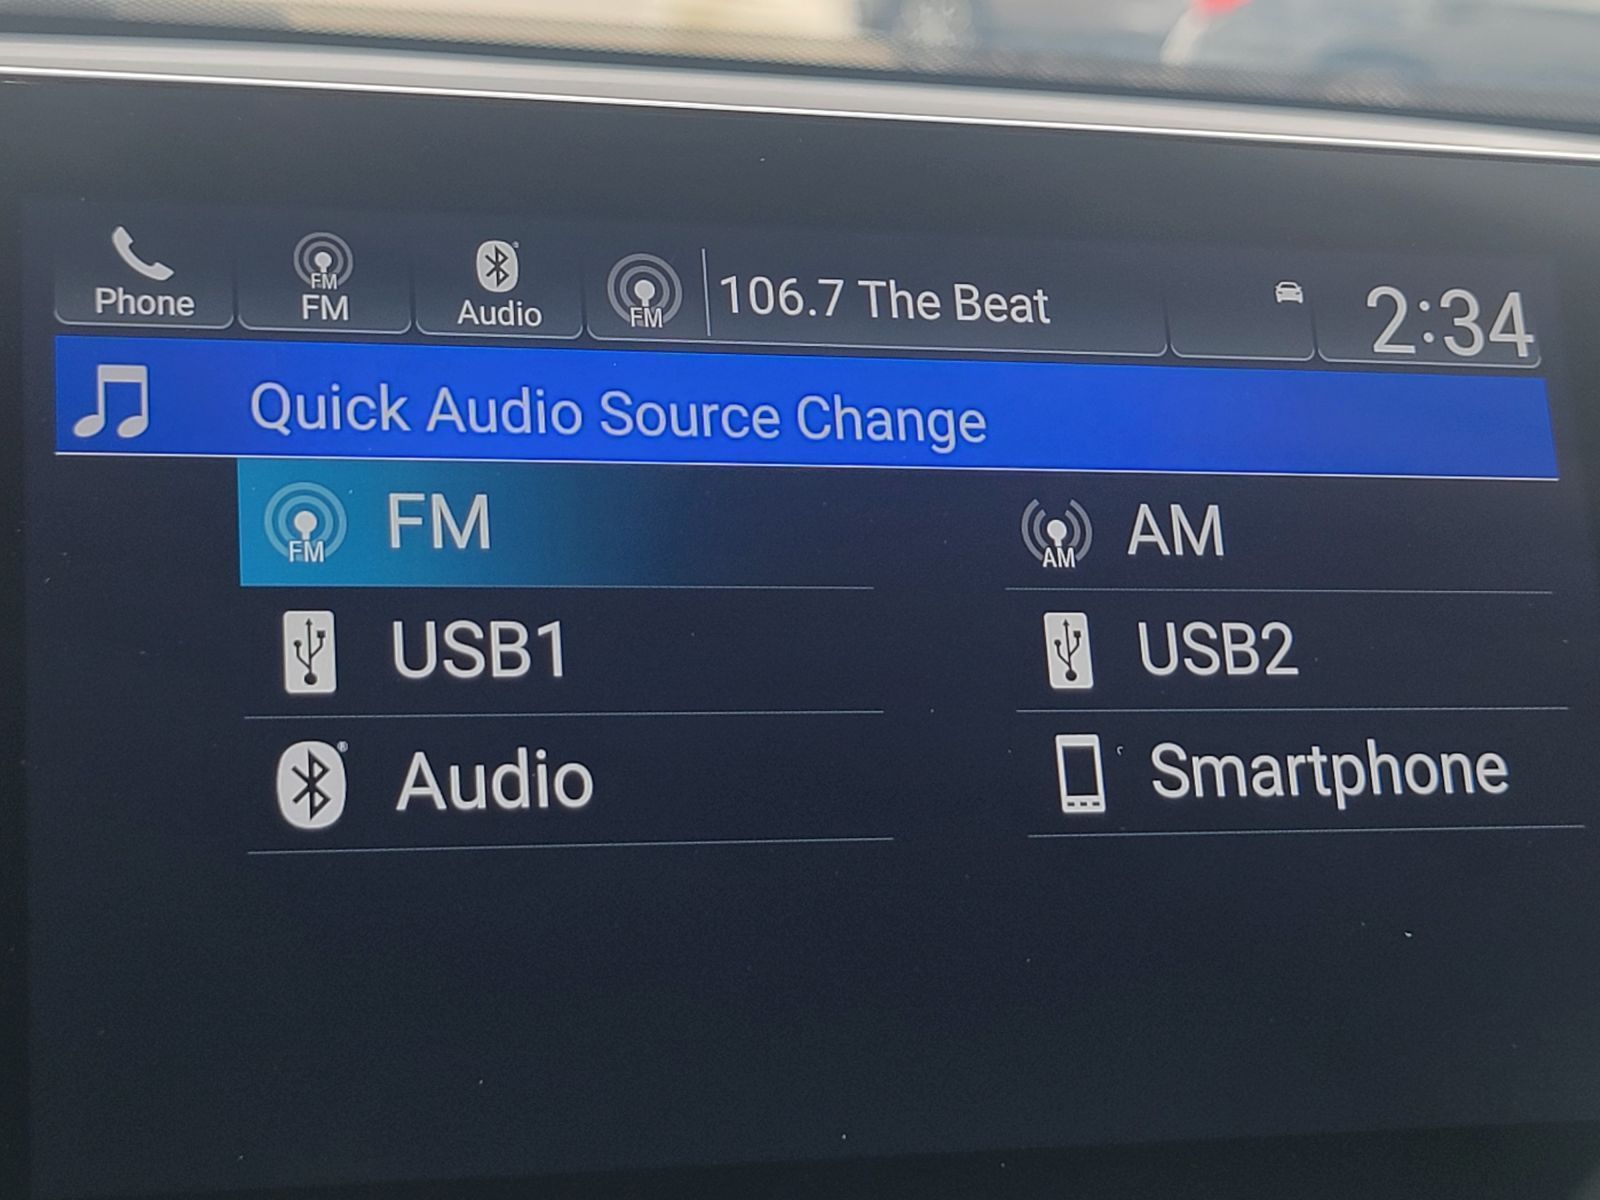 Phone
FM
FM
Audio
FM
106.7 The Beat
2:34
Quick Audio Source Change
FM
FM
AM
AM
USB1
USB2
® Audio
Smartphone